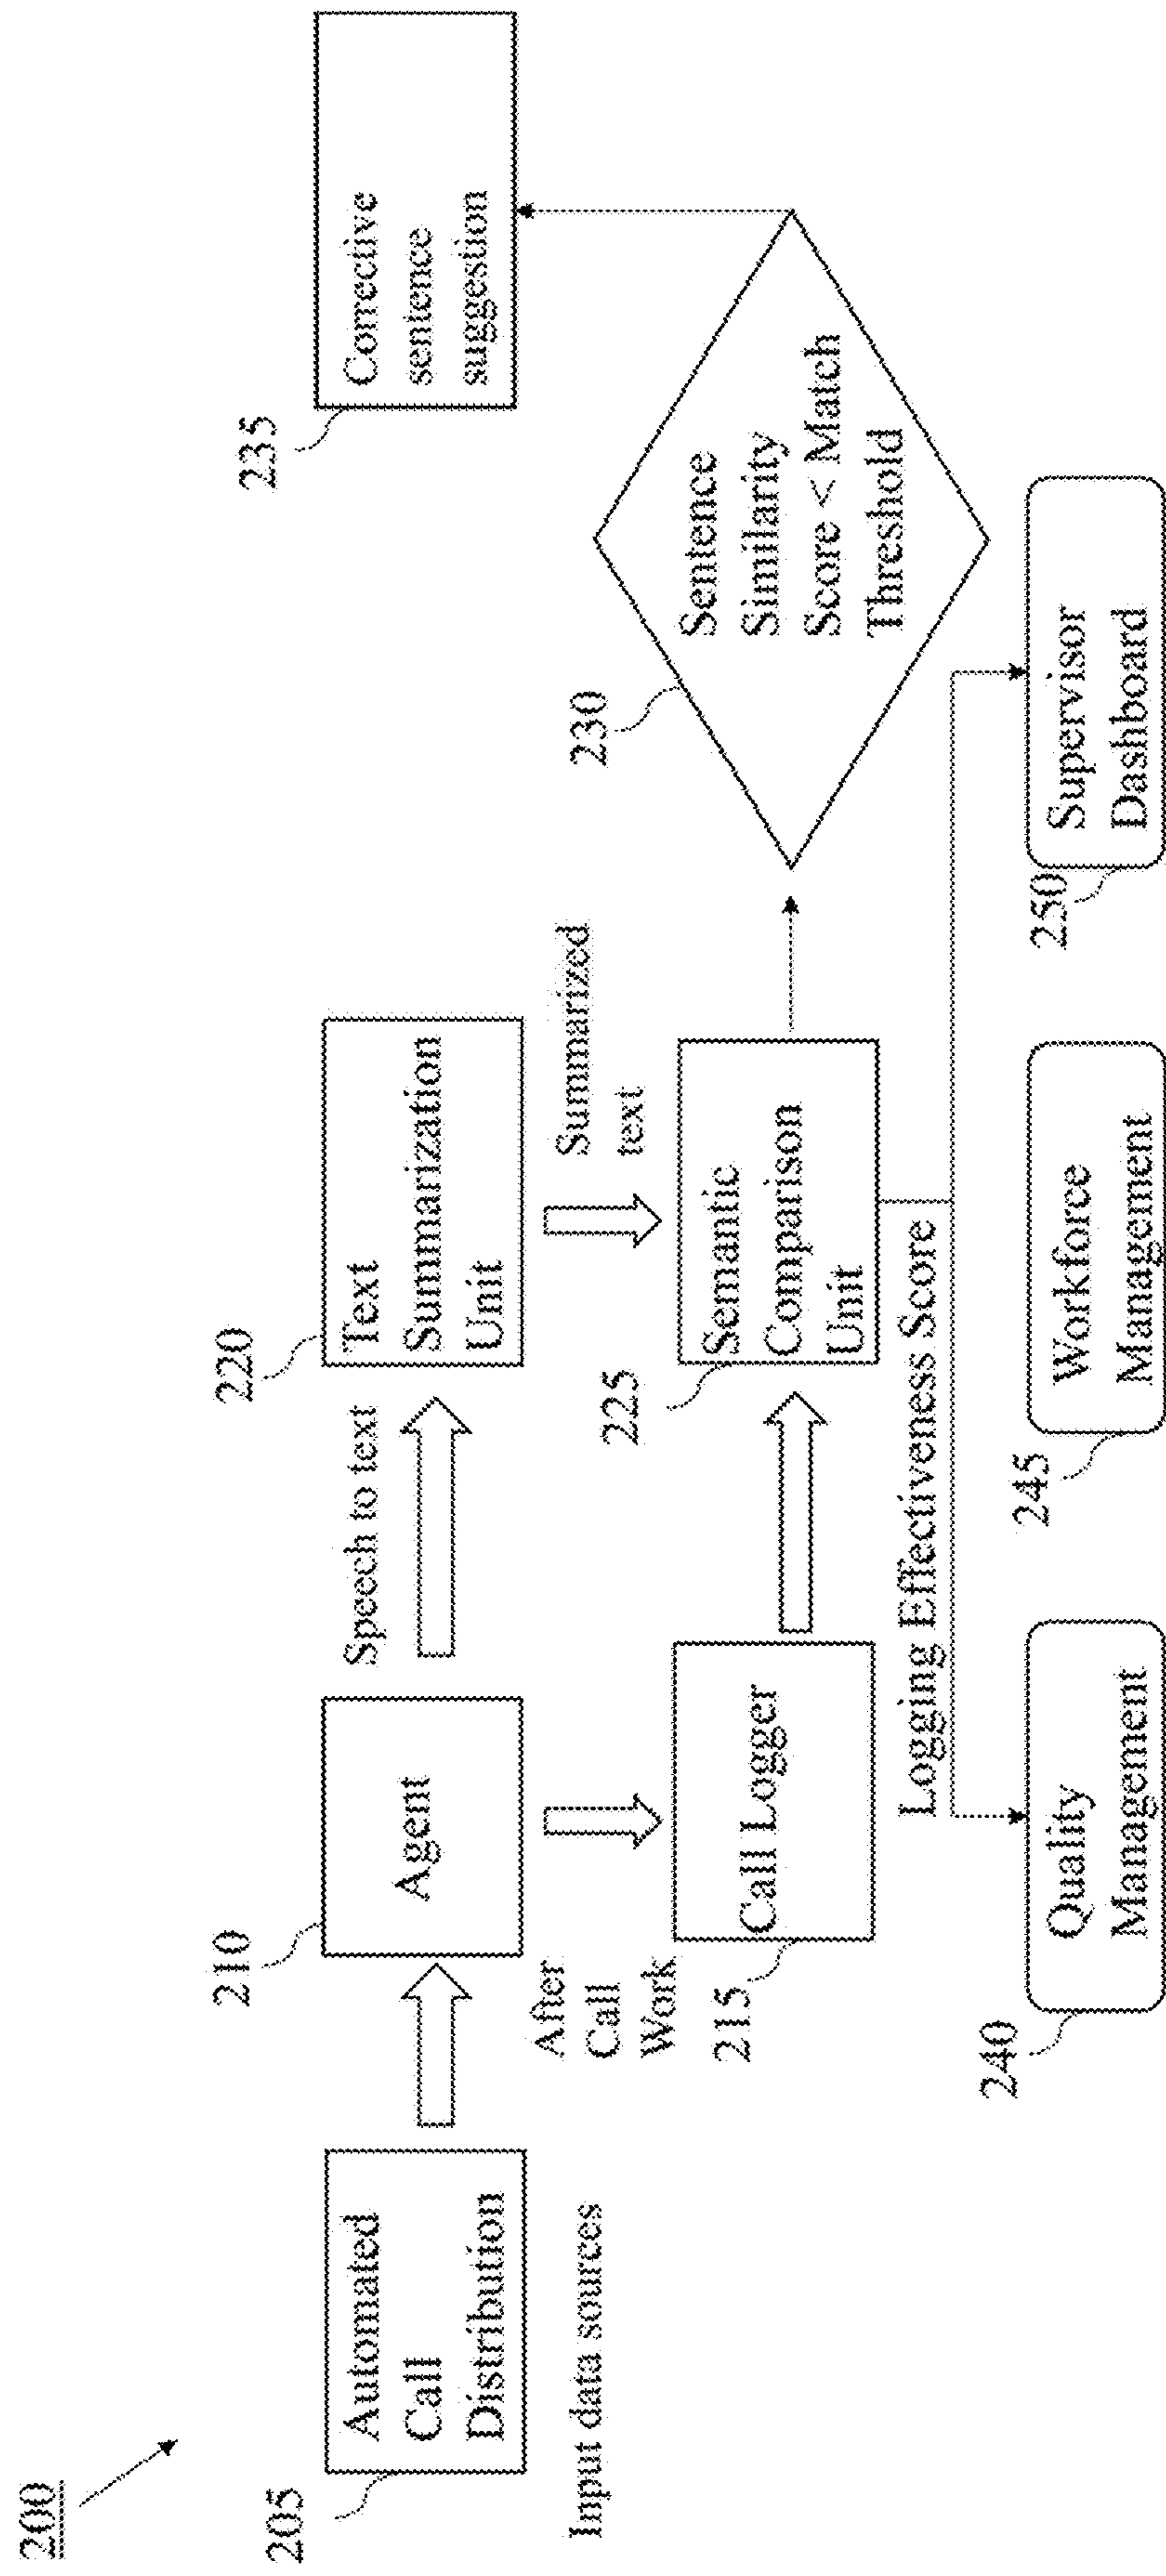 200
205
Automated
Call
Distribution
Input data sources
210
Agent
Speech to text
After
Call
Work
215
Call Logger
220
Text
Summarization
Unit
Summarized
text
225
Semantic
Comparison
Unit
230
Sentence
Similarity
Score < Match
Threshold
235
Corrective
sentence
suggestion
Logging Effectiveness Score
240
Quality
Management
245
Workforce
Management
250
Supervisor
Dashboard